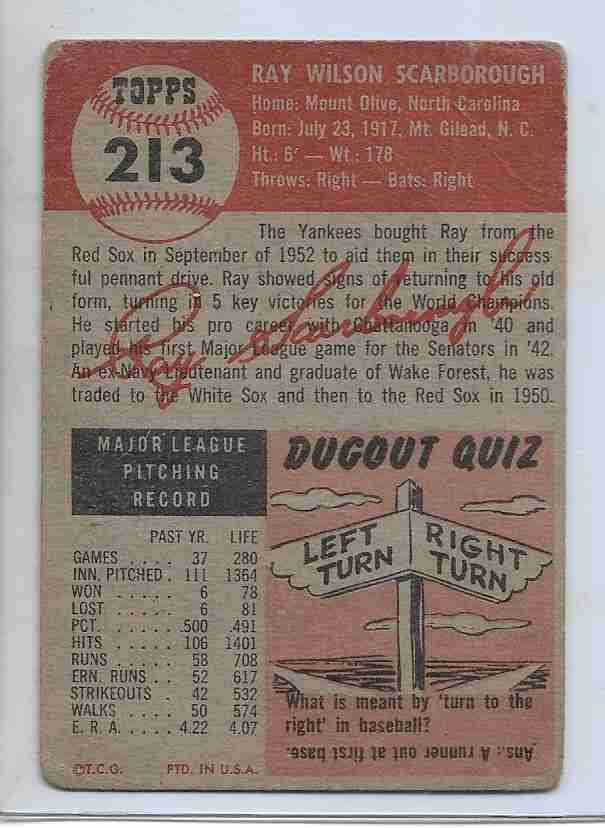 TOPPS
213
RAY WILSON SCARBOROUGH
Home: Mount Olive, North Carolina
Born: July 23, 1917, Mt. Gilead, N. C.
Ht.: 6' — Wt.: 178
Throws: Right — Bats: Right
The Yankees bought Ray from the
Red Sox in September of 1952 to aid them in their success-
ful pennant drive. Ray showed signs of returning to his old
form, turning in 5 key victories for the World Champions.
He started his pro career with Chattanooga in '40 and
played his first Major League game for the Senators in '42.
An ex-Navy Lieutenant and graduate of Wake Forest, he was
traded to the White Sox and then to the Red Sox in 1950.
Ray Scarborough
MAJOR LEAGUE
PITCHING
RECORD
PAST YR. LIFE
GAMES . . . . 37 280
INN. PITCHED . 111 1364
WON . . . . . 6 78
LOST . . . . . 6 81
PCT. . . . . . .500 .491
HITS . . . . . 106 1401
RUNS . . . . . 58 708
ERN. RUNS . . 52 617
STRIKEOUTS . 42 532
WALKS . . . . 50 574
E. R. A. . . . . 4.22 4.07
©T.C.G. PTD. IN U.S.A.
DUGOUT QUIZ
LEFT TURN
RIGHT TURN
What is meant by 'turn to the
right' in baseball?
Ans.: A runner out at first base.